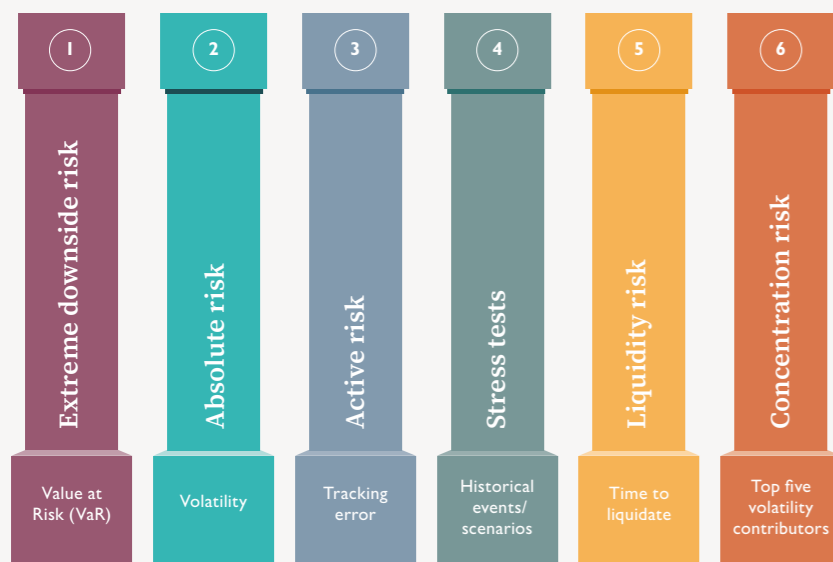 1
Extreme downside risk
Value at
Risk (VaR)
2
Absolute risk
Volatility
3
Active risk
Tracking
error
4
Stress tests
Historical
events/
scenarios
5
Liquidity risk
Time to
liquidate
6
Concentration risk
Top five
volatility
contributors